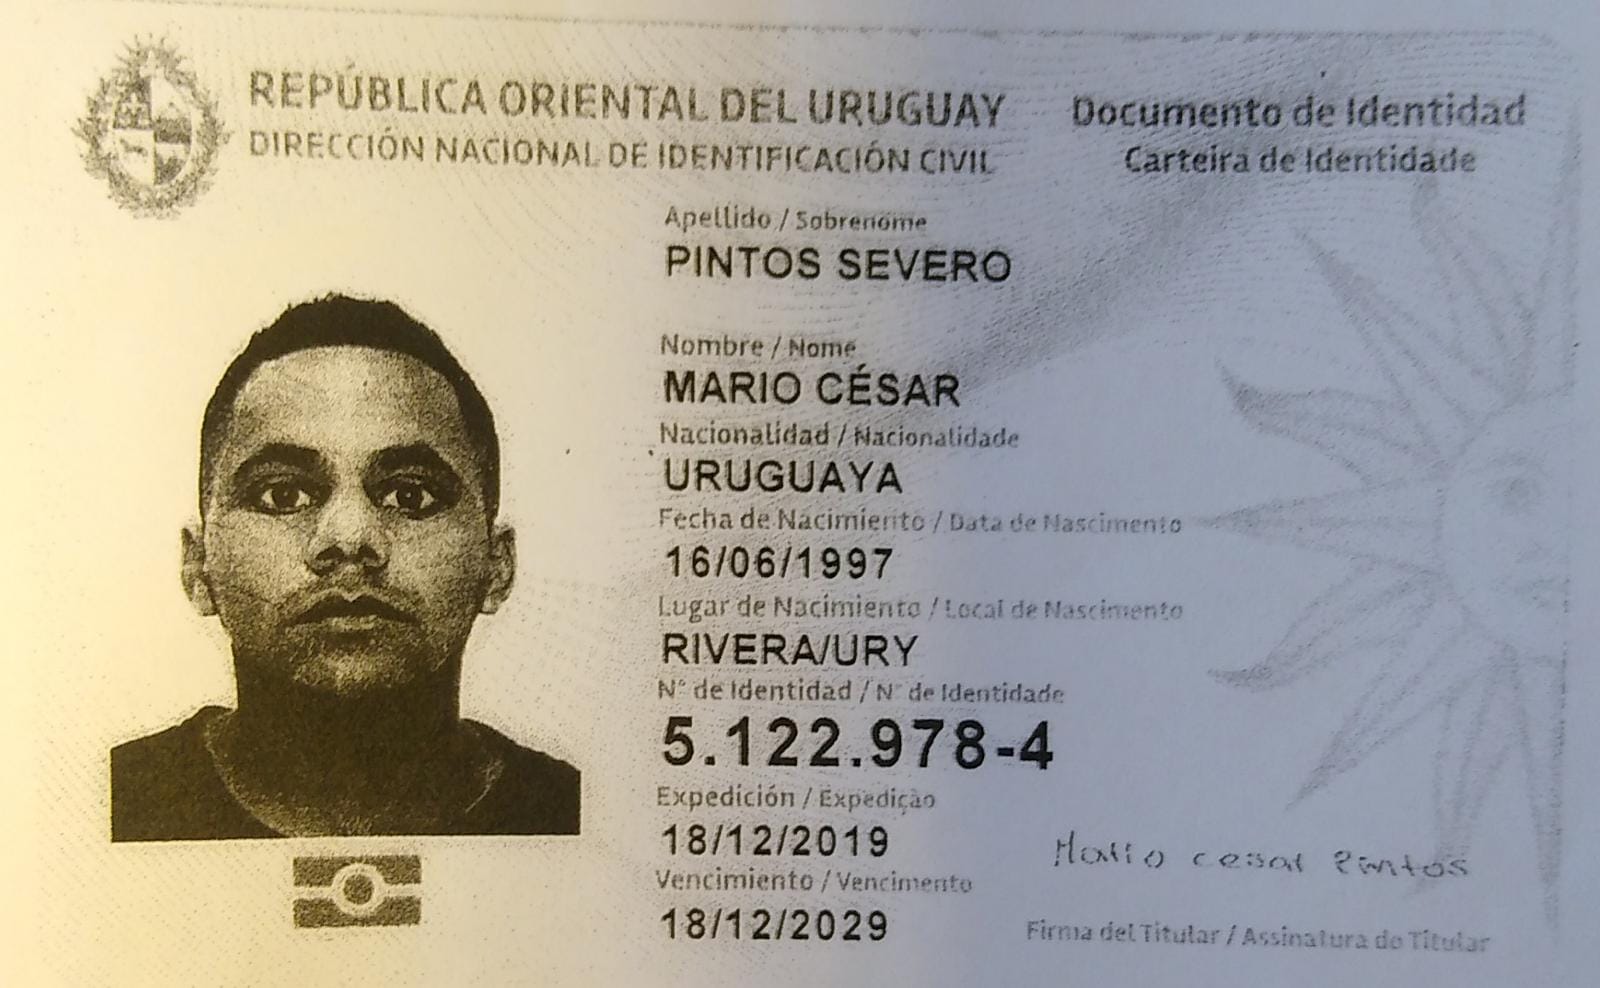 REPÚBLICA ORIENTAL DEL URUGUAY
DIRECCIÓN NACIONAL DE IDENTIFICACIÓN CIVIL
Documento de Identidad
Carteira de Identidade
Apellido / Sobrenome
PINTOS SEVERO
Nombre / Nome
MARIO CÉSAR
Nacionalidad / Nacionalidade
URUGUAYA
Fecha de Nacimiento / Data de Nascimento
16/06/1997
Lugar de Nacimiento / Local de Nascimento
RIVERA/URY
N° de Identidad / N° de Identidade
5.122.978-4
Expedición / Expedição
18/12/2019
Vencimiento / Vencimento
18/12/2029
Mario cesar Pintos
Firma del Titular / Assinatura do Titular